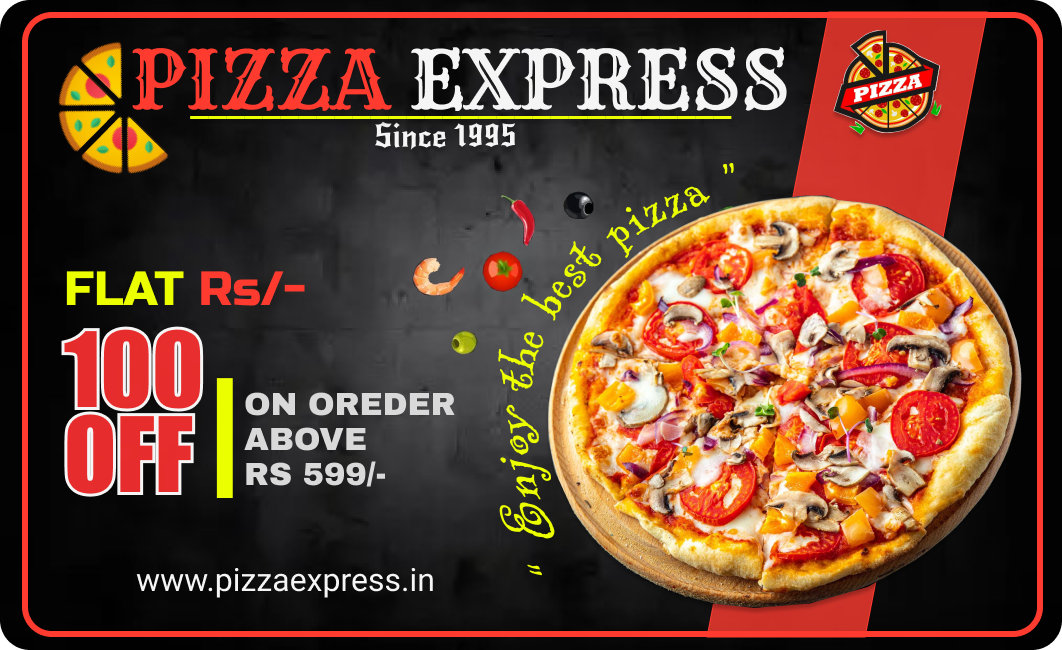 PIZZA EXPRESS
Since 1995
PIZZA
" Enjoy the best pizza "
FLAT Rs/-
100
OFF
ON OREDER
ABOVE
RS 599/-
www.pizzaexpress.in